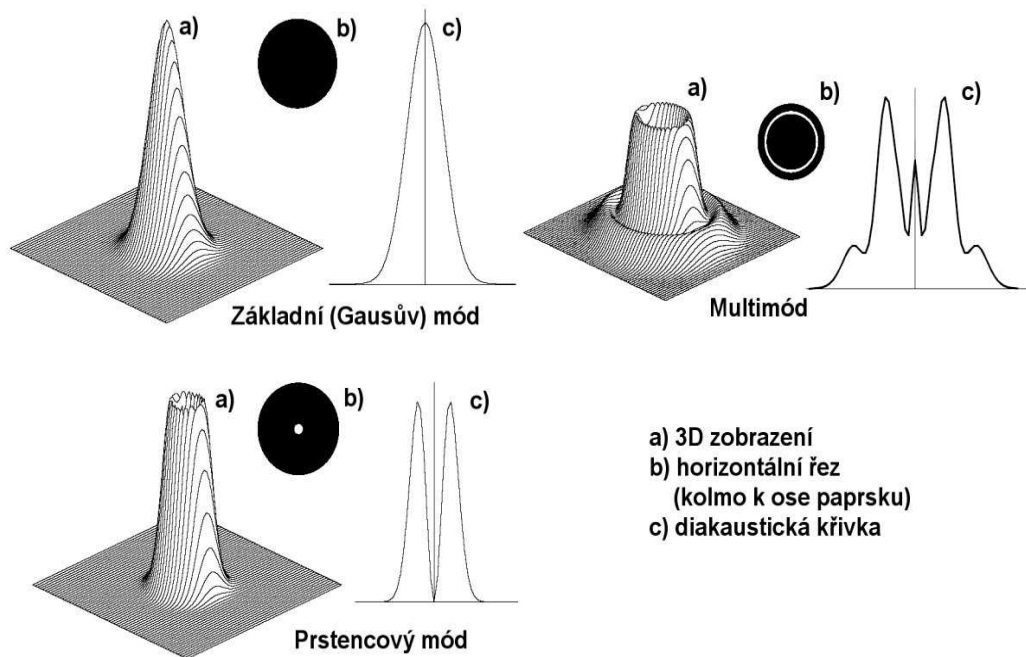 a)
b)
c)
Základní (Gausův) mód
a)
b)
c)
Multimód
a)
b)
c)
Prstencový mód
a) 3D zobrazení
b) horizontální řez
(kolmo k ose paprsku)
c) diakaustická křivka